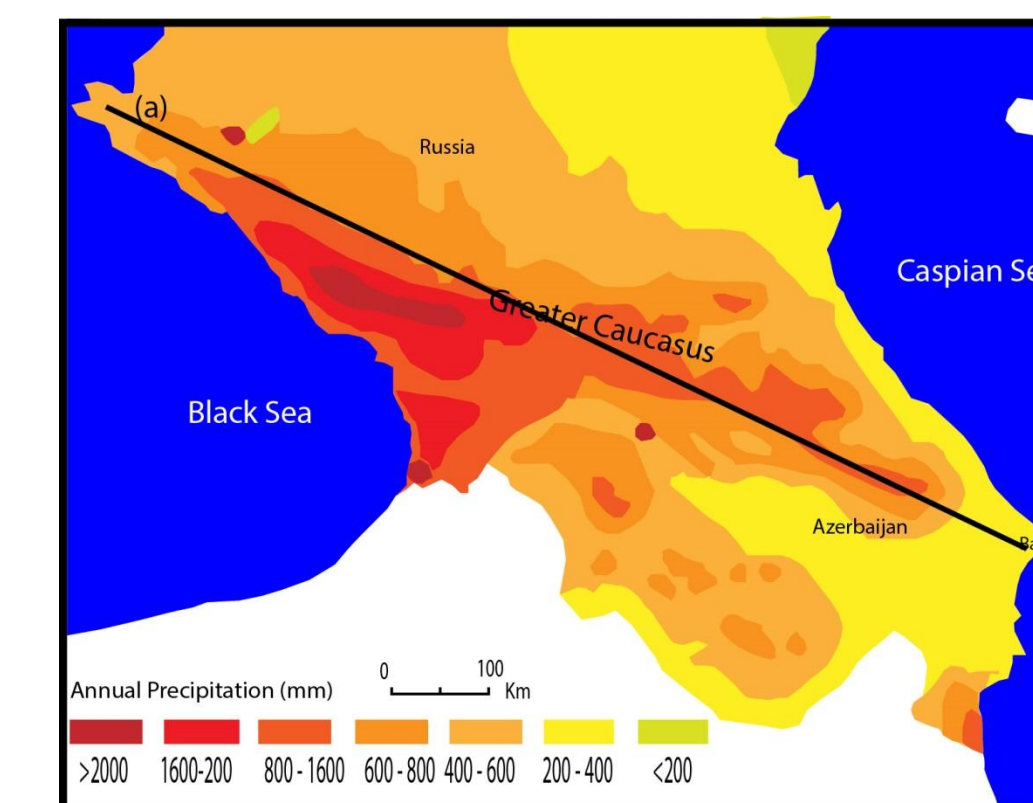 (a)
Russia
Caspian Se
Greater Caucasus
Black Sea
Azerbaijan
Ba
0 100
Km
Annual Precipitation (mm)
>2000 1600-200 800 - 1600 600 - 800 400 - 600 200 - 400 <200